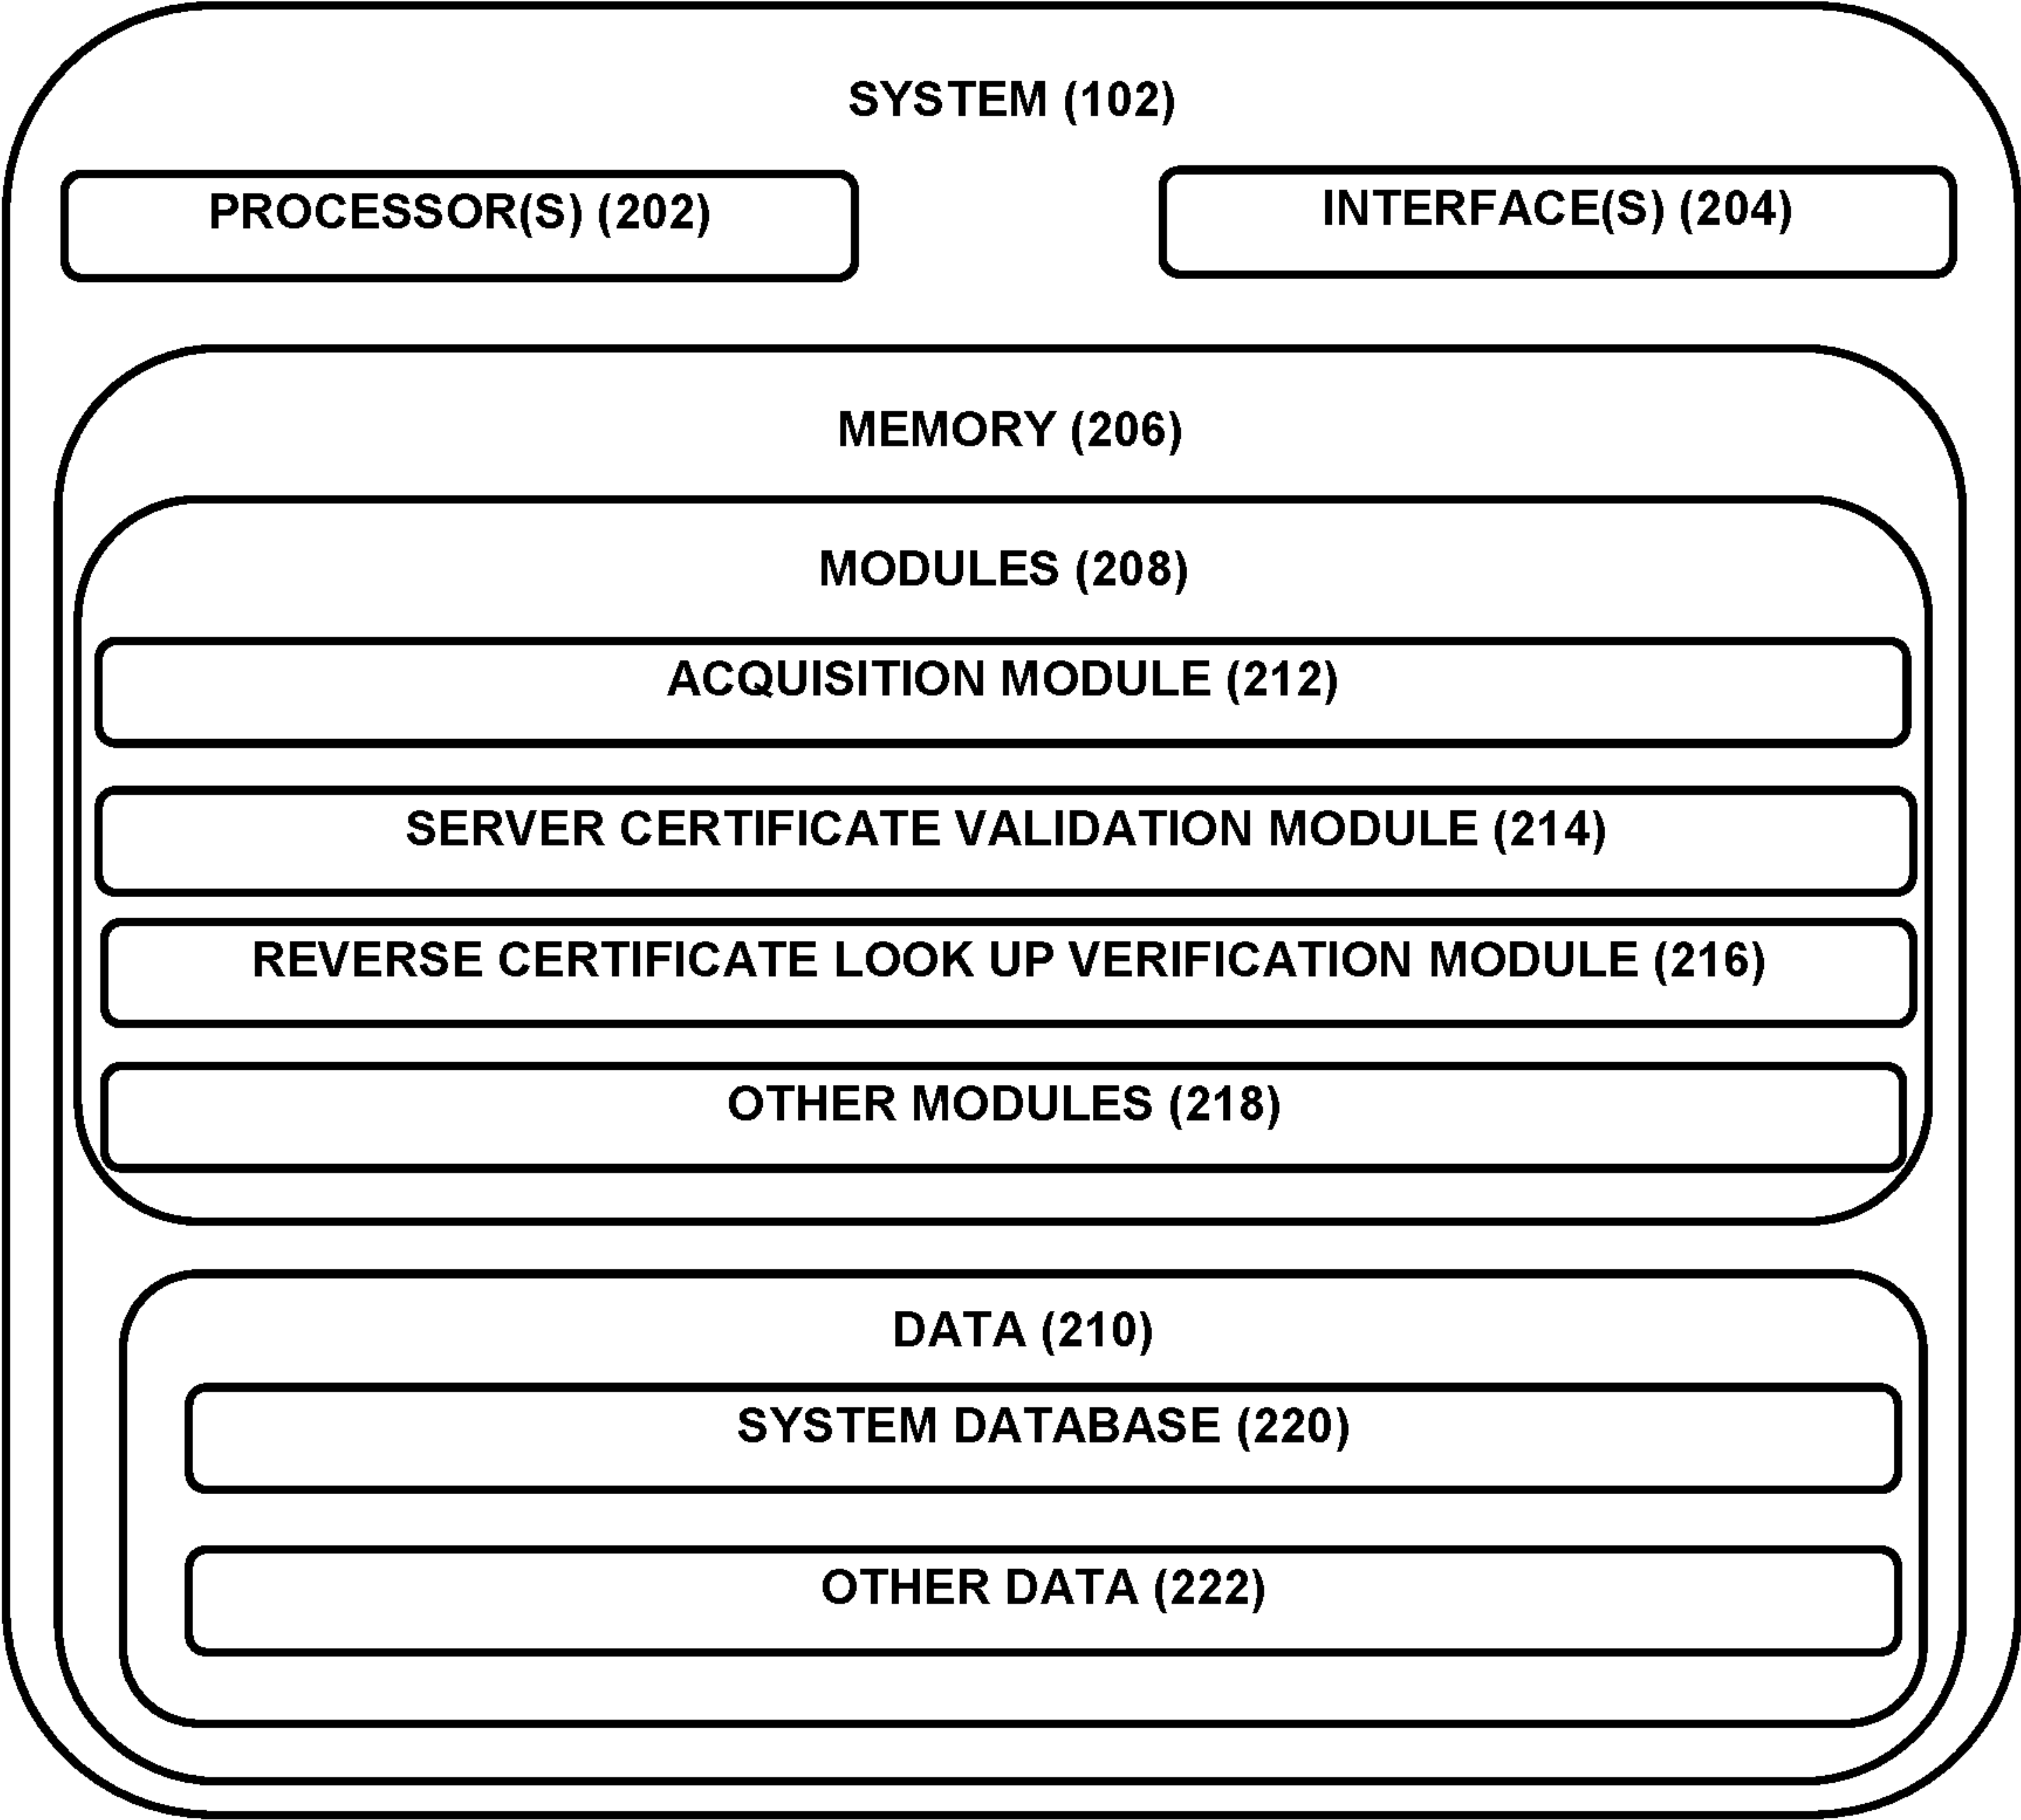 SYSTEM (102)
PROCESSOR(S) (202)
INTERFACE(S) (204)
MEMORY (206)
MODULES (208)
ACQUISITION MODULE (212)
SERVER CERTIFICATE VALIDATION MODULE (214)
REVERSE CERTIFICATE LOOK UP VERIFICATION MODULE (216)
OTHER MODULES (218)
DATA (210)
SYSTEM DATABASE (220)
OTHER DATA (222)